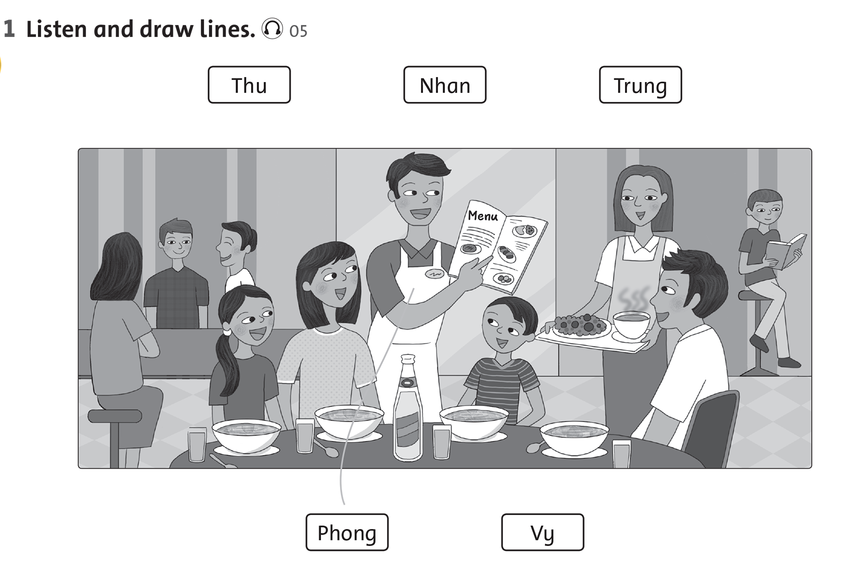 1 Listen and draw lines. 05
Thu
Nhan
Trung
Menu
Phong
Vy